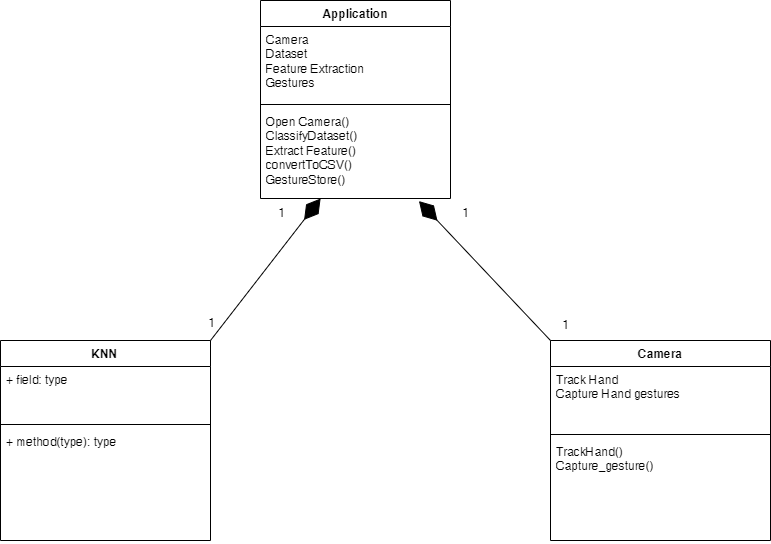 Application
Camera
Dataset
Feature Extraction
Gestures
Open Camera()
ClassifyDataset()
Extract Feature()
convertToCSV()
GestureStore()
1
1
1
1
KNN
+ field: type
+ method(type): type
Camera
Track Hand
Capture Hand gestures
TrackHand()
Capture_gesture()